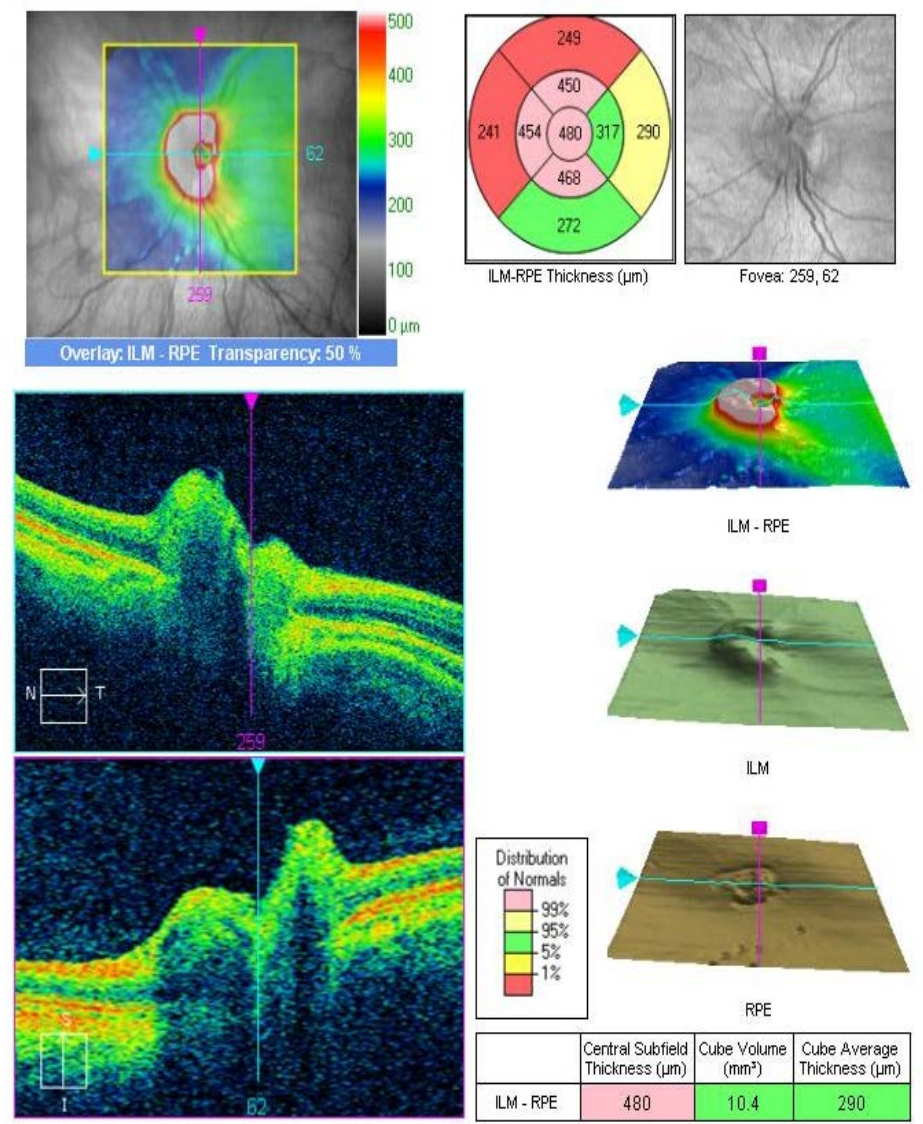 500
400
300
200
100
0 µm
62
259
Overlay: ILM - RPE Transparency: 50 %
249
450
241
454
480
317
290
468
272
ILM-RPE Thickness (µm)
Fovea: 259, 62
ILM - RPE
N T
259
ILM
S
I
62
Distribution
of Normals
99%
95%
5%
1%
RPE
Central Subfield Thickness (µm) Cube Volume (mm³) Cube Average Thickness (µm)
ILM - RPE 480 10.4 290